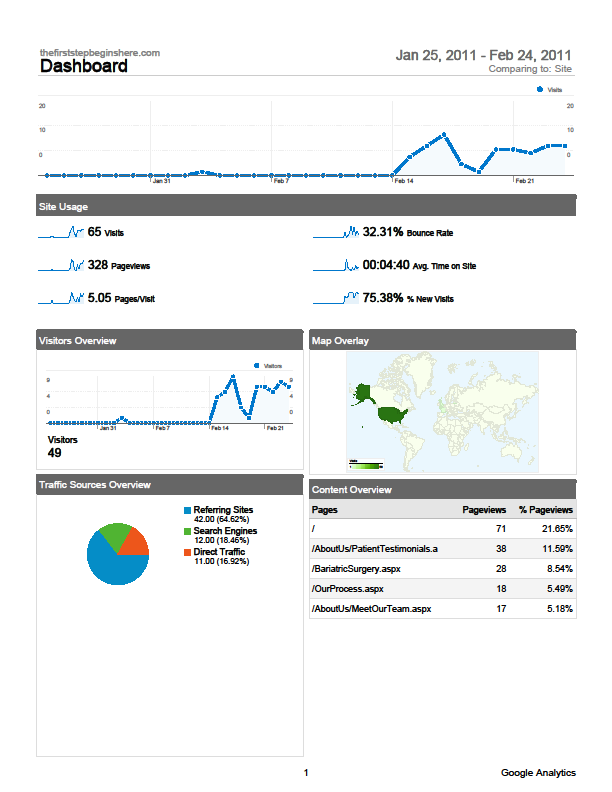 thefirststepbeginshere.com
Dashboard
Jan 25, 2011 - Feb 24, 2011
Comparing to: Site
Visits
20 20
10 10
0 0
Jan 31 Feb 7 Feb 14 Feb 21
Site Usage
65 Visits
32.31% Bounce Rate
328 Pageviews
00:04:40 Avg. Time on Site
5.05 Pages/Visit
75.38% % New Visits
Visitors Overview
Visitors
9 9
4 4
0 0
Jan 31 Feb 7 Feb 14 Feb 21
Visitors
49
Map Overlay
Traffic Sources Overview
Referring Sites
42.00 (64.62%)
Search Engines
12.00 (18.46%)
Direct Traffic
11.00 (16.92%)
Content Overview
Pages Pageviews % Pageviews
/ 71 21.65%
/AboutUs/PatientTestimonials.a 38 11.59%
/BariatricSurgery.aspx 28 8.54%
/OurProcess.aspx 18 5.49%
/AboutUs/MeetOurTeam.aspx 17 5.18%
1
Google Analytics